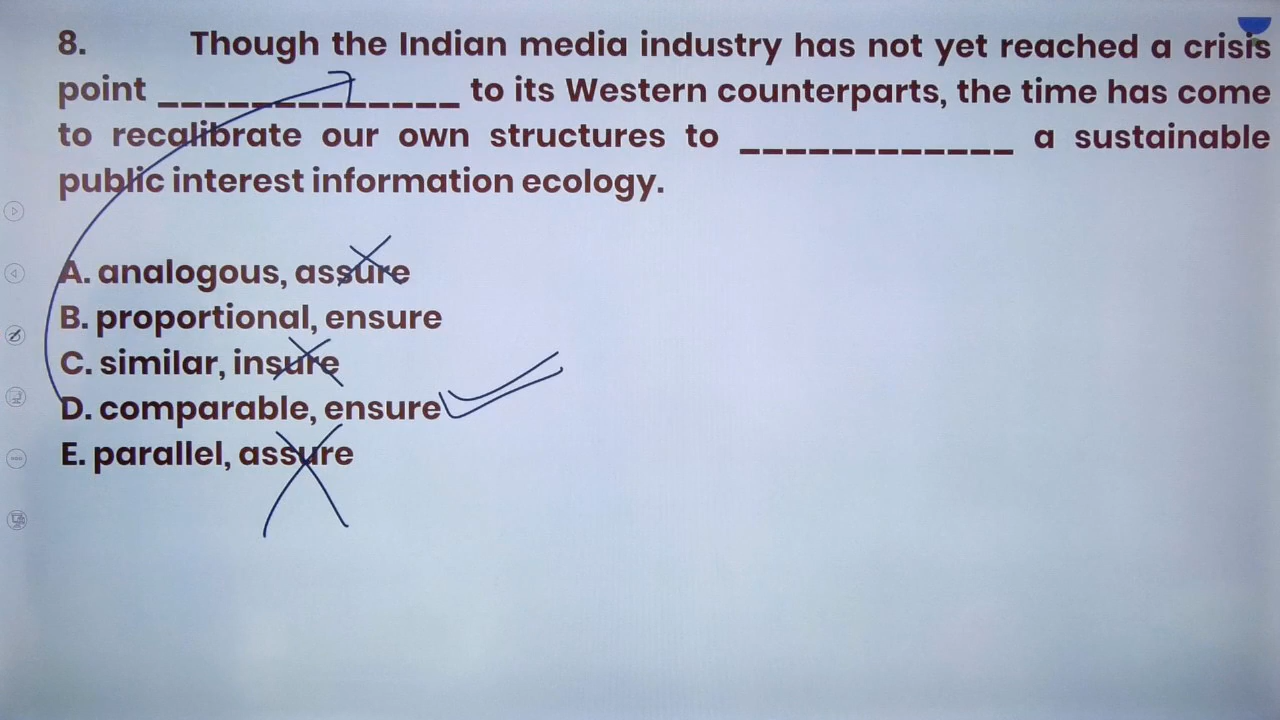 8. Though the Indian media industry has not yet reached a crisis
point _____________ to its Western counterparts, the time has come
to recalibrate our own structures to ____________ a sustainable
public interest information ecology.
A. analogous, assure
B. proportional, ensure
C. similar, insure
D. comparable, ensure
E. parallel, assure